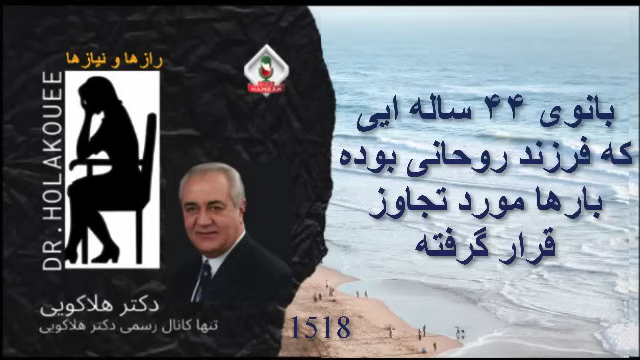 رازها و نیازها
HAMRAH
DR. HOLAKOUEE
بانوی ۴۴ ساله ایی
که فرزند روحانی بوده
بارها مورد تجاوز
قرار گرفته
دکتر هلاکویی
تنها کانال رسمی دکتر هلاکویی
1518